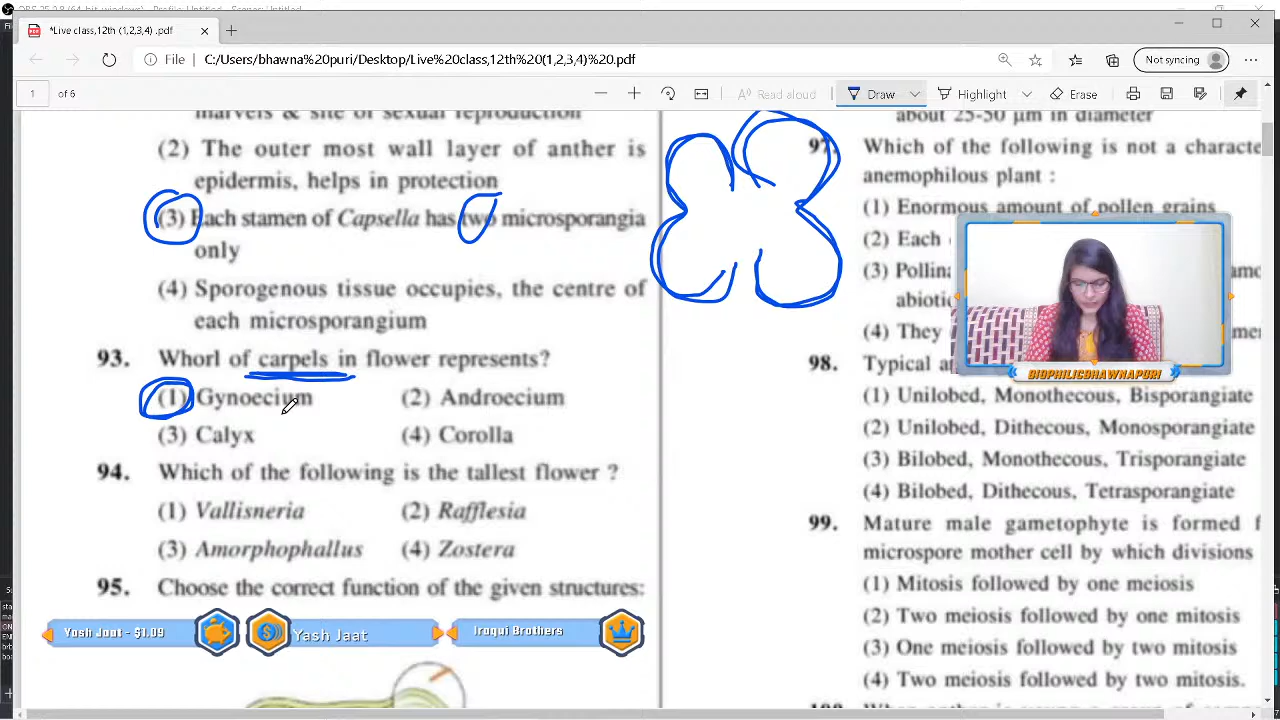 *Live class,12th (1,2,3,4) .pdf
File
C:/Users/bhawna%20puri/Desktop/Live%20class,12th%20(1,2,3,4)%20.pdf
Not syncing
1 of 6
Read aloud
Draw
Highlight
Erase
marvels & site of sexual reproduction
(2) The outer most wall layer of anther is
epidermis, helps in protection
(3) Each stamen of Capsella has two microsporangia
only
(4) Sporogenous tissue occupies, the centre of
each microsporangium
93. Whorl of carpels in flower represents?
(1) Gynoecium (2) Androecium
(3) Calyx (4) Corolla
94. Which of the following is the tallest flower ?
(1) Vallisneria (2) Rafflesia
(3) Amorphophallus (4) Zostera
95. Choose the correct function of the given structures:
Yash Jaat - $1.09
Yash Jaat
Iraqui Brothers
about 25-50 µm in diameter
97. Which of the following is not a characte
anemophilous plant :
(1) Enormous amount of pollen grains
(2) Each
(3) Pollina
abiotic
(4) They
BIOPHILICBHAWNAPURI
98. Typical an
(1) Unilobed, Monothecous, Bisporangiate
(2) Unilobed, Dithecous, Monosporangiate
(3) Bilobed, Monothecous, Trisporangiate
(4) Bilobed, Dithecous, Tetrasporangiate
99. Mature male gametophyte is formed f
microspore mother cell by which divisions
(1) Mitosis followed by one meiosis
(2) Two meiosis followed by one mitosis
(3) One meiosis followed by two mitosis
(4) Two meiosis followed by two mitosis.